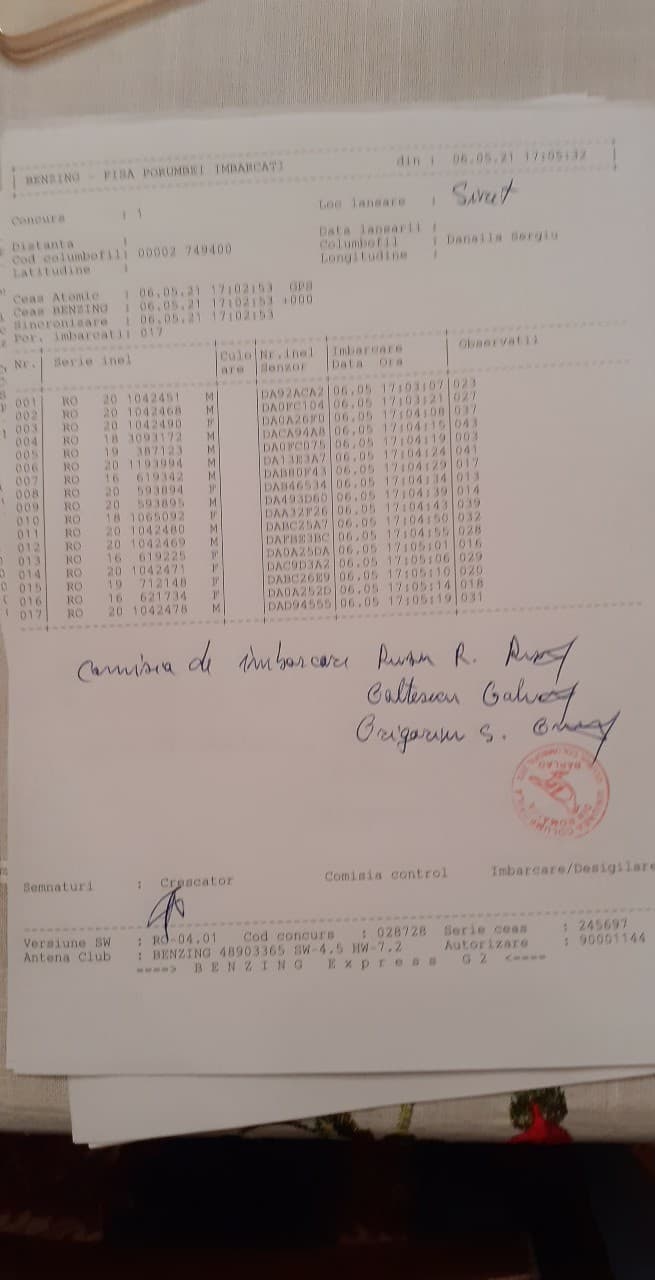 BENZING - FISA PORUMBEI IMBARCATI din : 06.05.21 17:05:32
Concurs : 1 Loc lansare : Siret
Distanta : Data lansarii :
Cod columbofil: 00002 749400 Columbofil : Danaila Sergiu
Latitudine : Longitudine :
Ceas Atomic : 06.05.21 17:02:53 GPS
Ceas BENZING : 06.05.21 17:02:53 +000
Sincronizare : 06.05.21 17:02:53
Por. imbarcati: 017
Nr. Serie inel Culo Nr.inel Imbarcare Observatii
are Senzor Data Ora
001 RO 20 1042451 M DA92ACA2 06.05 17:03:07 023
002 RO 20 1042468 M DA0FC104 06.05 17:03:21 027
003 RO 20 1042490 F DA0A26F0 06.05 17:04:08 037
004 RO 18 3093172 M DACA94A8 06.05 17:04:15 043
005 RO 19 387123 M DA0FC075 06.05 17:04:19 003
006 RO 20 1193994 M DA13E3A7 06.05 17:04:24 041
007 RO 16 619342 M DAB80F43 06.05 17:04:29 017
008 RO 20 593894 F DAB46534 06.05 17:04:34 013
009 RO 20 593895 M DA493D60 06.05 17:04:39 014
010 RO 18 1065092 F DAA32F26 06.05 17:04:43 039
011 RO 20 1042480 M DABC25A7 06.05 17:04:50 032
012 RO 20 1042469 M DAFBE3BC 06.05 17:04:55 028
013 RO 16 619225 F DA0A25DA 06.05 17:05:01 016
014 RO 20 1042471 F DAC9D3A2 06.05 17:05:06 029
015 RO 19 712148 F DABC26E9 06.05 17:05:10 020
016 RO 16 621734 F DA0A252D 06.05 17:05:14 018
017 RO 20 1042478 M DAD94555 06.05 17:05:19 031
Comisia de imbarcare R.
S.
Semnaturi : Crescator Comisia control Imbarcare/Desigilare
Versiune SW : RO-04.01 Cod concurs : 028728 Serie ceas : 245697
Antena Club : BENZING 48903365 SW-4.5 HW-7.2 Autorizare : 90001144
----> B E N Z I N G E x p r e s s G 2 <----